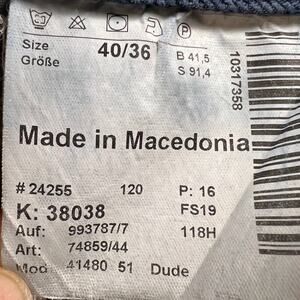 Size 40/36 B 41,5
Größe S 91,4
10317358
Made in Macedonia
# 24255 120 P: 16
K: 38038 FS19
Auf: 993787/7 118H
Art: 74859/44
Mod 41480 51 Dude